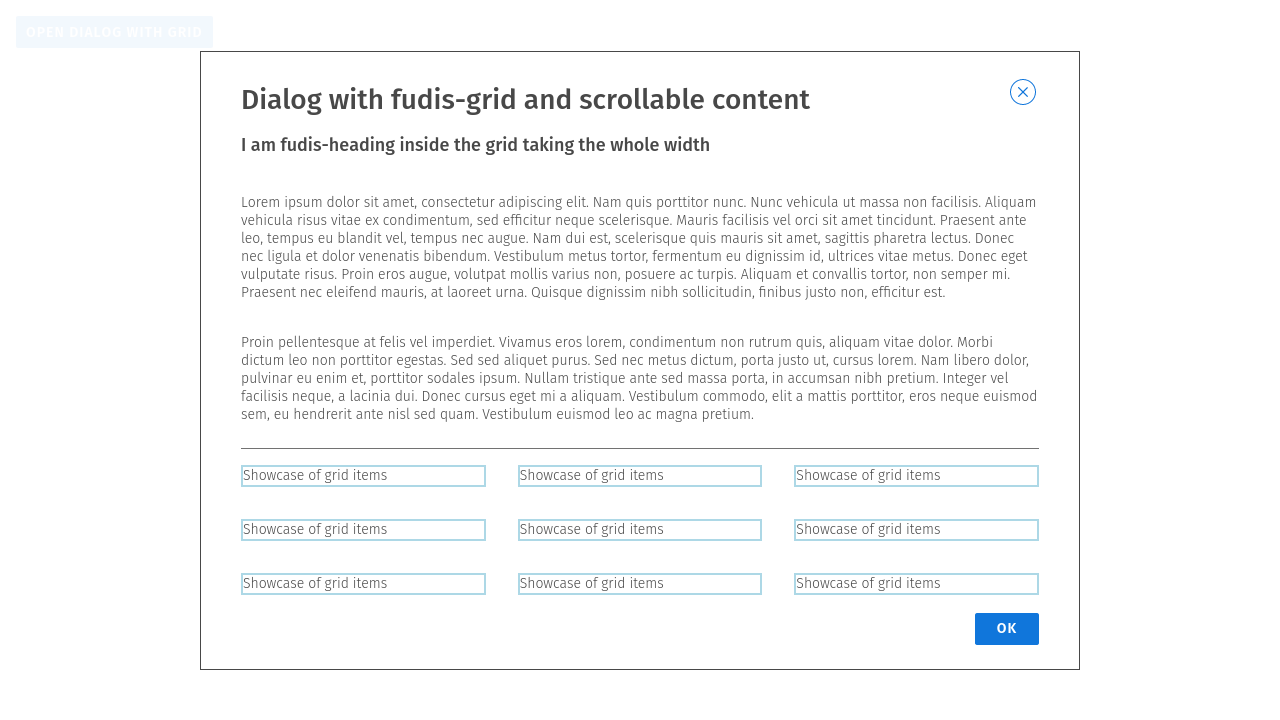 OPEN DIALOG WITH GRID
Dialog with fudis-grid and scrollable content
I am fudis-heading inside the grid taking the whole width
Lorem ipsum dolor sit amet, consectetur adipiscing elit. Nam quis porttitor nunc. Nunc vehicula ut massa non facilisis. Aliquam
vehicula risus vitae ex condimentum, sed efficitur neque scelerisque. Mauris facilisis vel orci sit amet tincidunt. Praesent ante
leo, tempus eu blandit vel, tempus nec augue. Nam dui est, scelerisque quis mauris sit amet, sagittis pharetra lectus. Donec
nec ligula et dolor venenatis bibendum. Vestibulum metus tortor, fermentum eu dignissim id, ultrices vitae metus. Donec eget
vulputate risus. Proin eros augue, volutpat mollis varius non, posuere ac turpis. Aliquam et convallis tortor, non semper mi.
Praesent nec eleifend mauris, at laoreet urna. Quisque dignissim nibh sollicitudin, finibus justo non, efficitur est.
Proin pellentesque at felis vel imperdiet. Vivamus eros lorem, condimentum non rutrum quis, aliquam vitae dolor. Morbi
dictum leo non porttitor egestas. Sed sed aliquet purus. Sed nec metus dictum, porta justo ut, cursus lorem. Nam libero dolor,
pulvinar eu enim et, porttitor sodales ipsum. Nullam tristique ante sed massa porta, in accumsan nibh pretium. Integer vel
facilisis neque, a lacinia dui. Donec cursus eget mi a aliquam. Vestibulum commodo, elit a mattis porttitor, eros neque euismod
sem, eu hendrerit ante nisl sed quam. Vestibulum euismod leo ac magna pretium.
Showcase of grid items
Showcase of grid items
Showcase of grid items
Showcase of grid items
Showcase of grid items
Showcase of grid items
Showcase of grid items
Showcase of grid items
Showcase of grid items
OK